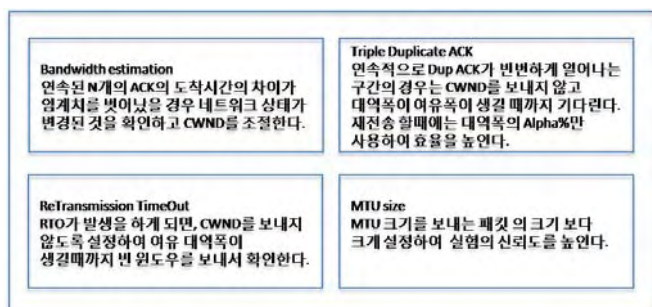 Bandwidth estimation
연속된 N개의 ACK의 도착시간의 차이가
임계치를 벗어났을 경우 네트워크 상태가
변경된 것을 확인하고 CWND를 조절한다.
Triple Duplicate ACK
연속적으로 Dup ACK가 빈번하게 일어나는
구간의 경우는 CWND를 보내지 않고
대역폭이 여유폭이 생길 때까지 기다린다.
재전송 할때에는 대역폭의 Alpha%만
사용하여 효율을 높인다.
ReTransmission TimeOut
RTO가 발생을 하게 되면, CWND를 보내지
않도록 설정하여 여유 대역폭이
생길때까지 빈 윈도우를 보내서 확인한다.
MTU size
MTU 크기를 보내는 패킷 의 크기 보다
크게 설정하여 실험의 신뢰도를 높인다.